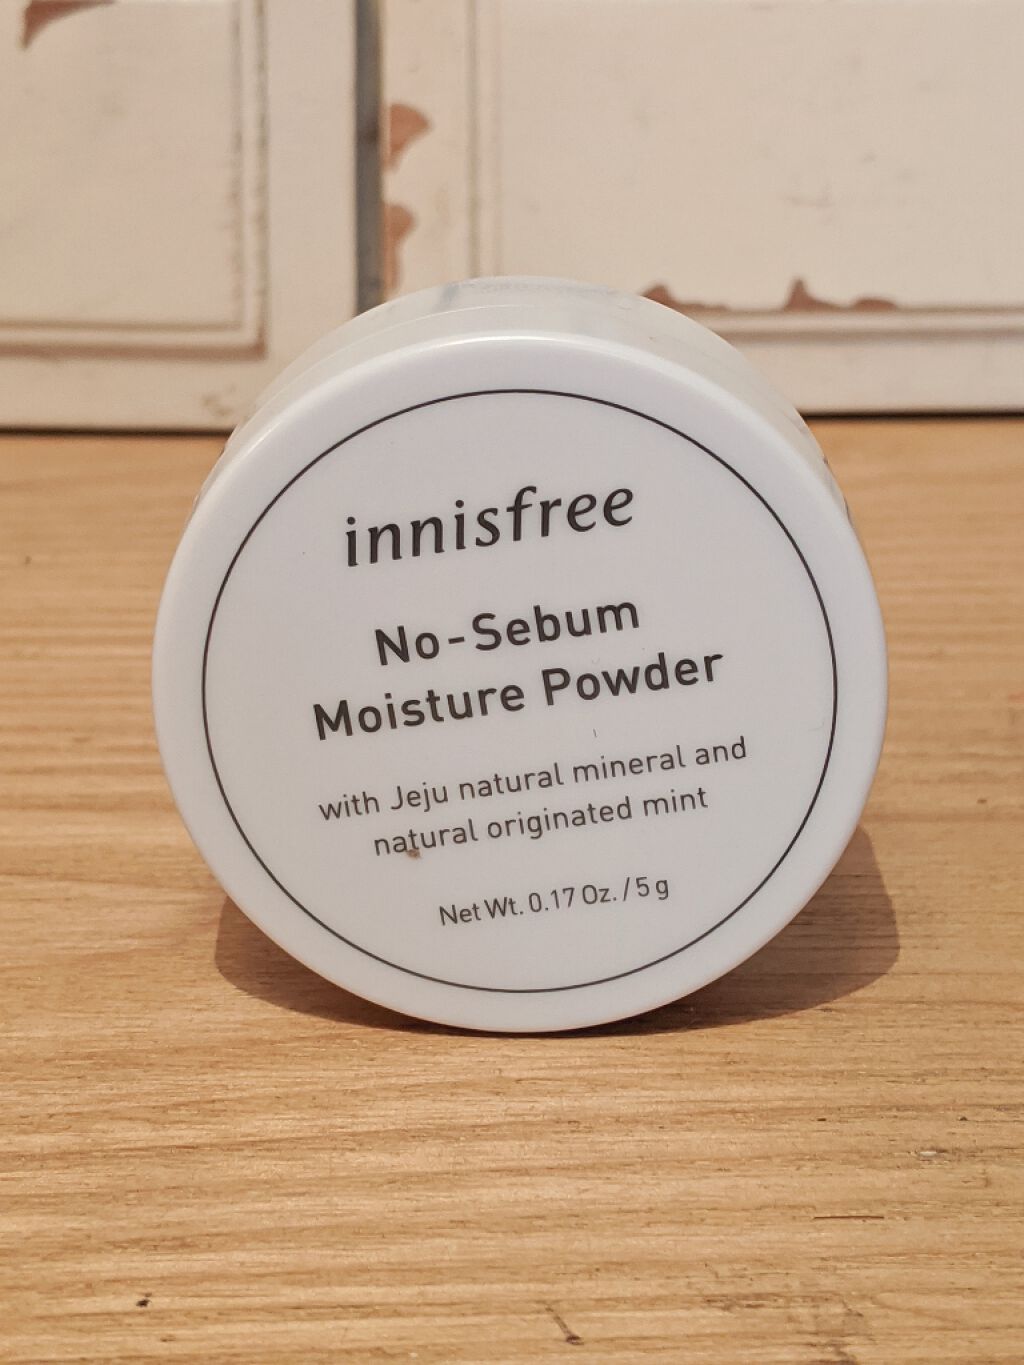 innisfree
No-Sebum
Moisture Powder
with Jeju natural mineral and
natural originated mint
Net Wt. 0.17 Oz. / 5 g